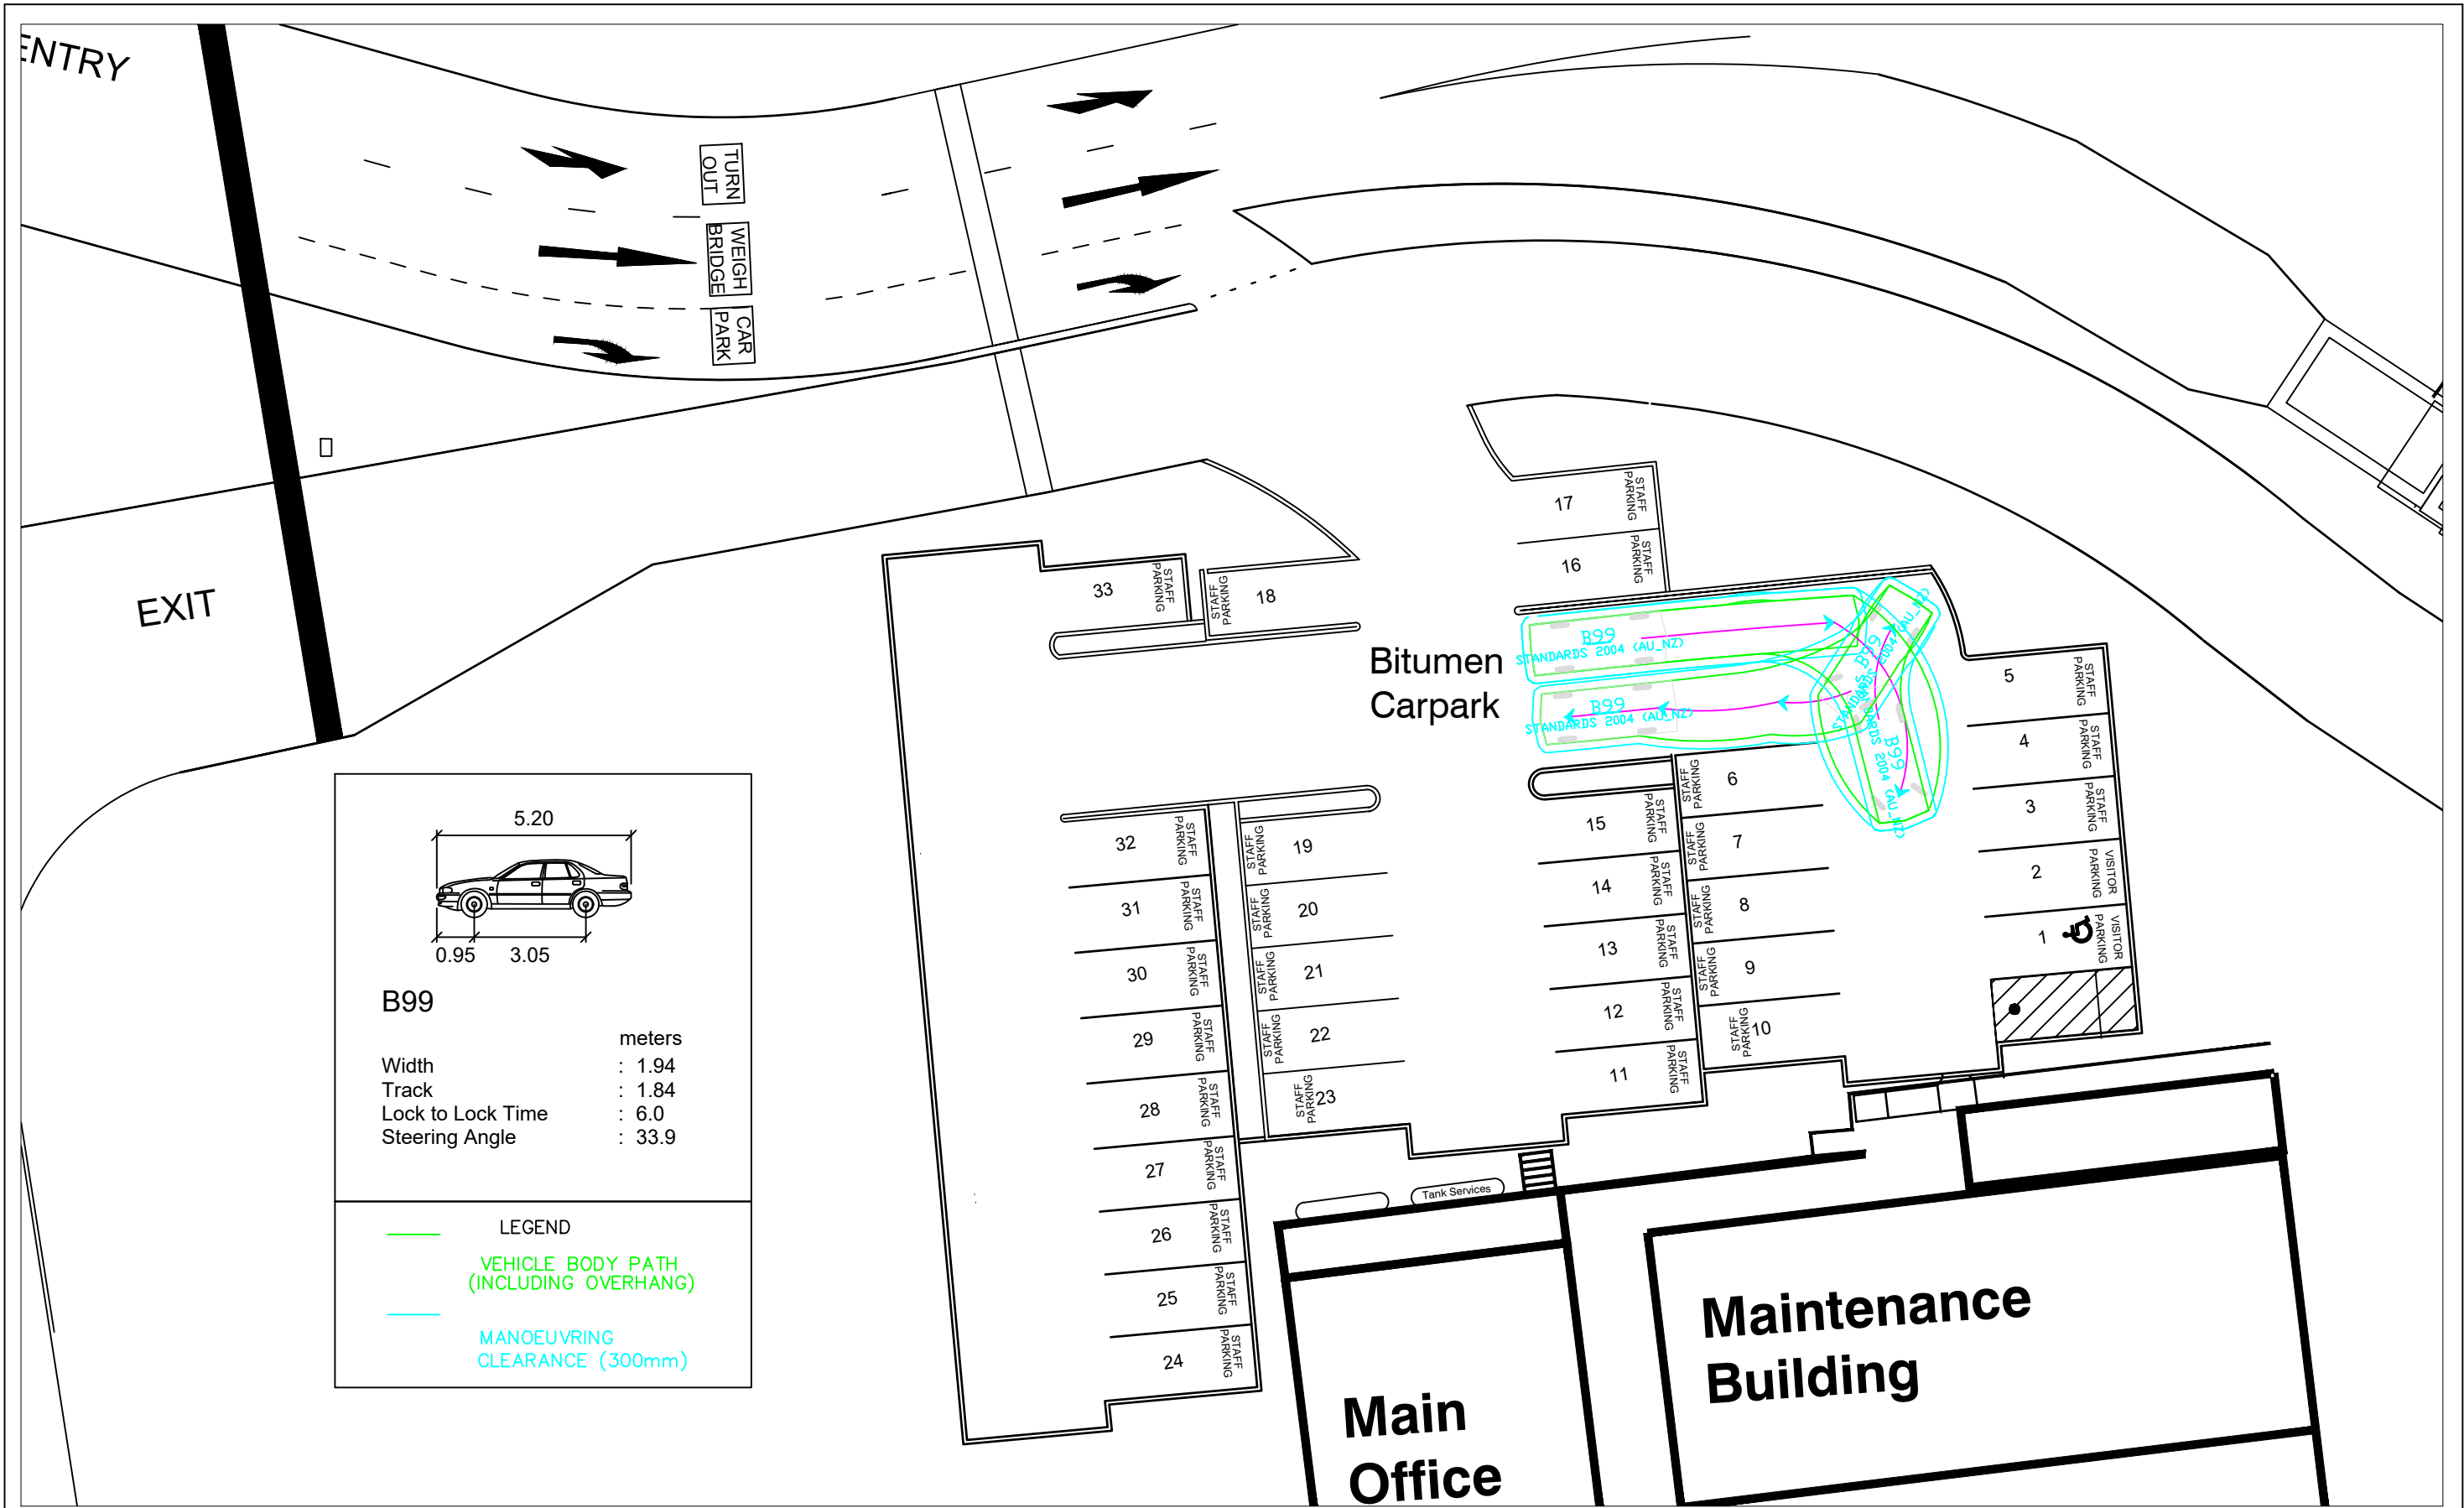 ENTRY
TURN
OUT
WEIGH
BRIDGE
CAR
PARK
EXIT
17
STAFF
PARKING
16
STAFF
PARKING
33
STAFF
PARKING
STAFF
PARKING
18
Bitumen
Carpark
B99
STANDARDS 2004 (AU_NZ)
B99
STANDARDS 2004 (AU_NZ)
B99
STANDARDS 2004 (AU_NZ)
B99
STANDARDS 2004 (AU_NZ)
5
STAFF
PARKING
4
STAFF
PARKING
3
STAFF
PARKING
2
VISITOR
PARKING
1
VISITOR
PARKING
STAFF
PARKING
6
STAFF
PARKING
7
STAFF
PARKING
8
STAFF
PARKING
9
STAFF
PARKING
10
15
STAFF
PARKING
14
STAFF
PARKING
13
STAFF
PARKING
12
STAFF
PARKING
11
STAFF
PARKING
STAFF
PARKING
19
STAFF
PARKING
20
STAFF
PARKING
21
STAFF
PARKING
22
STAFF
PARKING
23
32
STAFF
PARKING
31
STAFF
PARKING
30
STAFF
PARKING
29
STAFF
PARKING
28
STAFF
PARKING
27
STAFF
PARKING
26
STAFF
PARKING
25
STAFF
PARKING
24
STAFF
PARKING
Tank Services
Main
Office
Maintenance
Building
5.20
0.95 3.05
B99
meters
Width : 1.94
Track : 1.84
Lock to Lock Time : 6.0
Steering Angle : 33.9
LEGEND
VEHICLE BODY PATH
(INCLUDING OVERHANG)
MANOEUVRING
CLEARANCE (300mm)